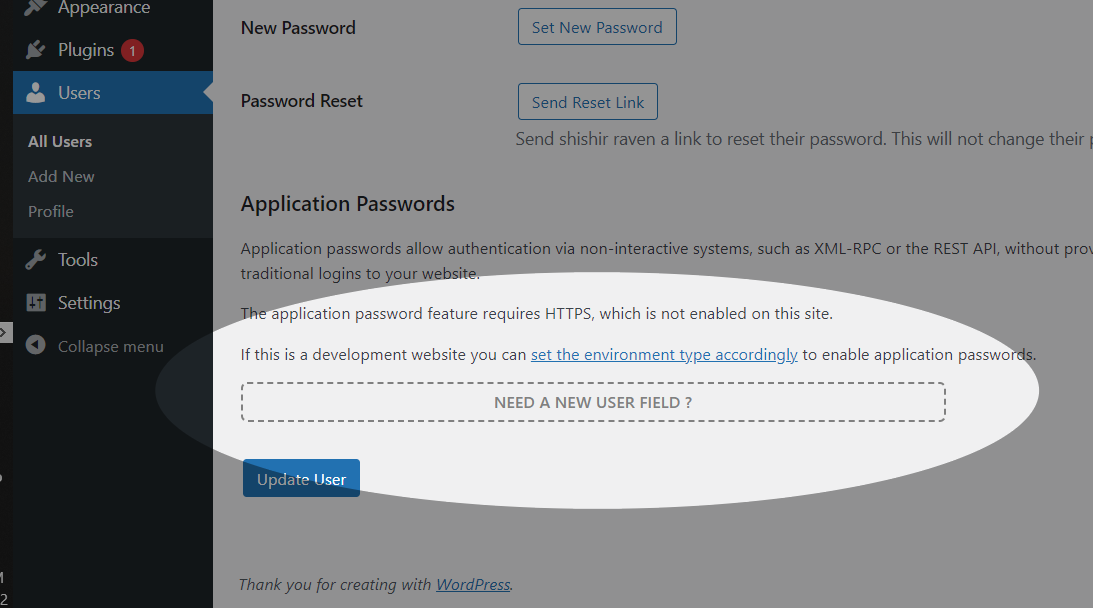 Appearance
Plugins 1
Users
All Users
Add New
Profile
Tools
Settings
Collapse menu
New Password
Set New Password
Password Reset
Send Reset Link
Send shishir raven a link to reset their password. This will not change their
Application Passwords
Application passwords allow authentication via non-interactive systems, such as XML-RPC or the REST API, without
traditional logins to your website.
The application password feature requires HTTPS, which is not enabled on this site.
If this is a development website you can set the environment type accordingly to enable application passwords.
NEED A NEW USER FIELD ?
Update User
Thank you for creating with WordPress.